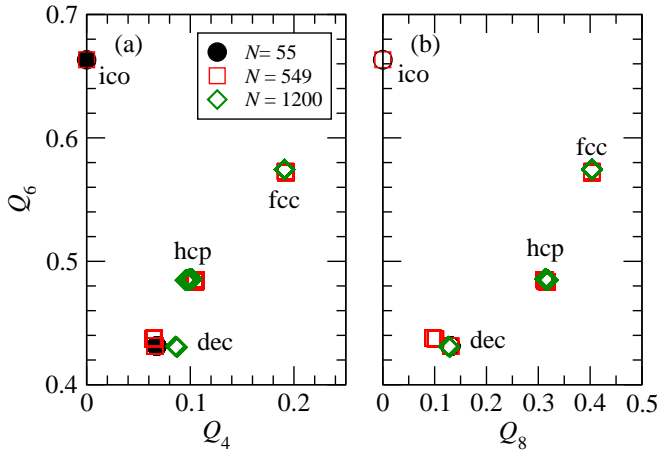 0.7
(a)
ico
N= 55
N = 549
N = 1200
(b)
ico
0.6
Q6
fcc
fcc
hcp
hcp
0.5
dec
dec
0.4
0
0.1
0.2
Q4
0
0.1
0.2
0.3
0.4
0.5
Q8